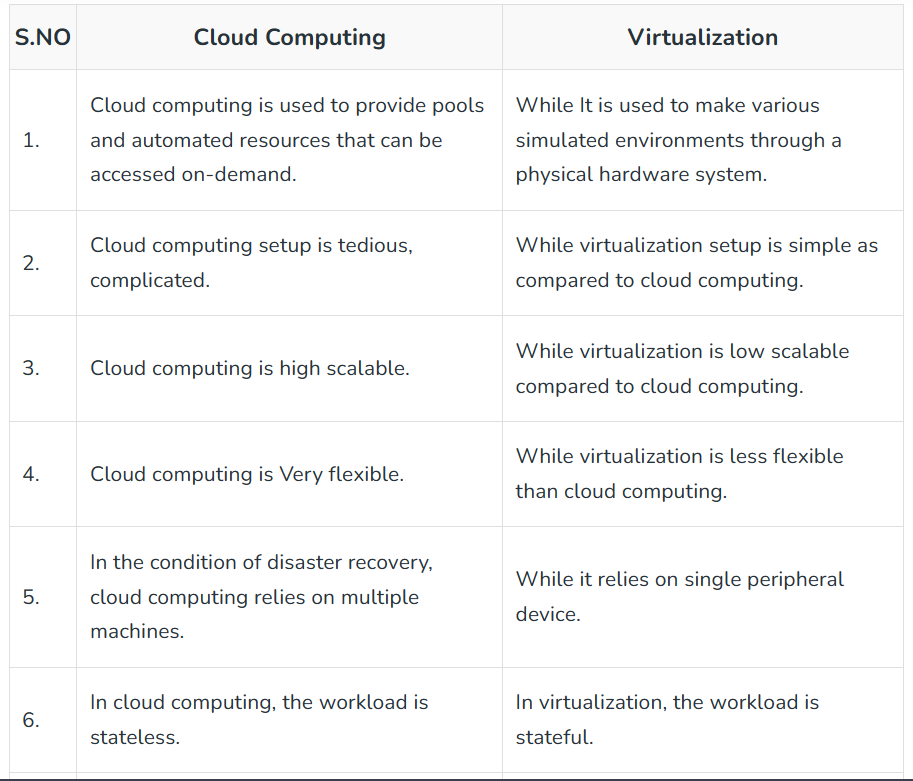 S.NO Cloud Computing Virtualization
1.
Cloud computing is used to provide pools
and automated resources that can be
accessed on-demand.
While It is used to make various
simulated environments through a
physical hardware system.
2.
Cloud computing setup is tedious,
complicated.
While virtualization setup is simple as
compared to cloud computing.
3.
Cloud computing is high scalable.
While virtualization is low scalable
compared to cloud computing.
4.
Cloud computing is Very flexible.
While virtualization is less flexible
than cloud computing.
5.
In the condition of disaster recovery,
cloud computing relies on multiple
machines.
While it relies on single peripheral
device.
6.
In cloud computing, the workload is
stateless.
In virtualization, the workload is
stateful.